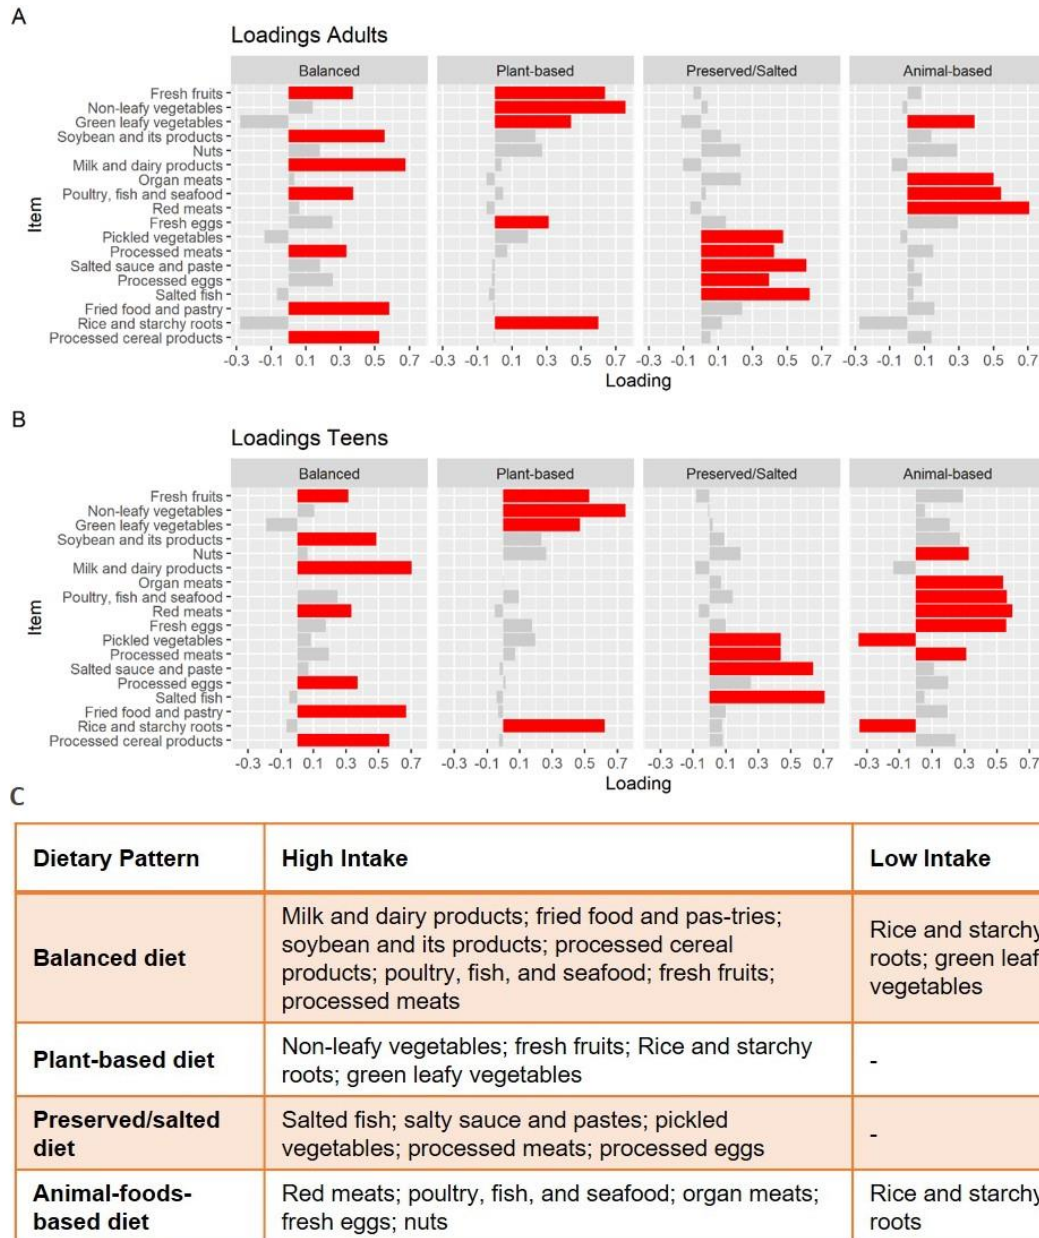 A
Loadings Adults
Balanced
Plant-based
Preserved/Salted
Animal-based
Item
Fresh fruits
Non-leafy vegetables
Green leafy vegetables
Soybean and its products
Nuts
Milk and dairy products
Organ meats
Poultry, fish and seafood
Red meats
Fresh eggs
Pickled vegetables
Processed meats
Salted sauce and paste
Processed eggs
Salted fish
Fried food and pastry
Rice and starchy roots
Processed cereal products
-0.3 -0.1 0.1 0.3 0.5 0.7 -0.3 -0.1 0.1 0.3 0.5 0.7 -0.3 -0.1 0.1 0.3 0.5 0.7 -0.3 -0.1 0.1 0.3 0.5 0.7
Loading
B
Loadings Teens
Balanced
Plant-based
Preserved/Salted
Animal-based
Item
Fresh fruits
Non-leafy vegetables
Green leafy vegetables
Soybean and its products
Nuts
Milk and dairy products
Organ meats
Poultry, fish and seafood
Red meats
Fresh eggs
Pickled vegetables
Processed meats
Salted sauce and paste
Processed eggs
Salted fish
Fried food and pastry
Rice and starchy roots
Processed cereal products
-0.3 -0.1 0.1 0.3 0.5 0.7 -0.3 -0.1 0.1 0.3 0.5 0.7 -0.3 -0.1 0.1 0.3 0.5 0.7 -0.3 -0.1 0.1 0.3 0.5 0.7
Loading
C
Dietary Pattern
High Intake
Low Intake
Balanced diet
Milk and dairy products; fried food and pas-tries;
soybean and its products; processed cereal
products; poultry, fish, and seafood; fresh fruits;
processed meats
Rice and starchy
roots; green leaf
vegetables
Plant-based diet
Non-leafy vegetables; fresh fruits; Rice and starchy
roots; green leafy vegetables
-
Preserved/salted
diet
Salted fish; salty sauce and pastes; pickled
vegetables; processed meats; processed eggs
-
Animal-foods-
based diet
Red meats; poultry, fish, and seafood; organ meats;
fresh eggs; nuts
Rice and starchy
roots